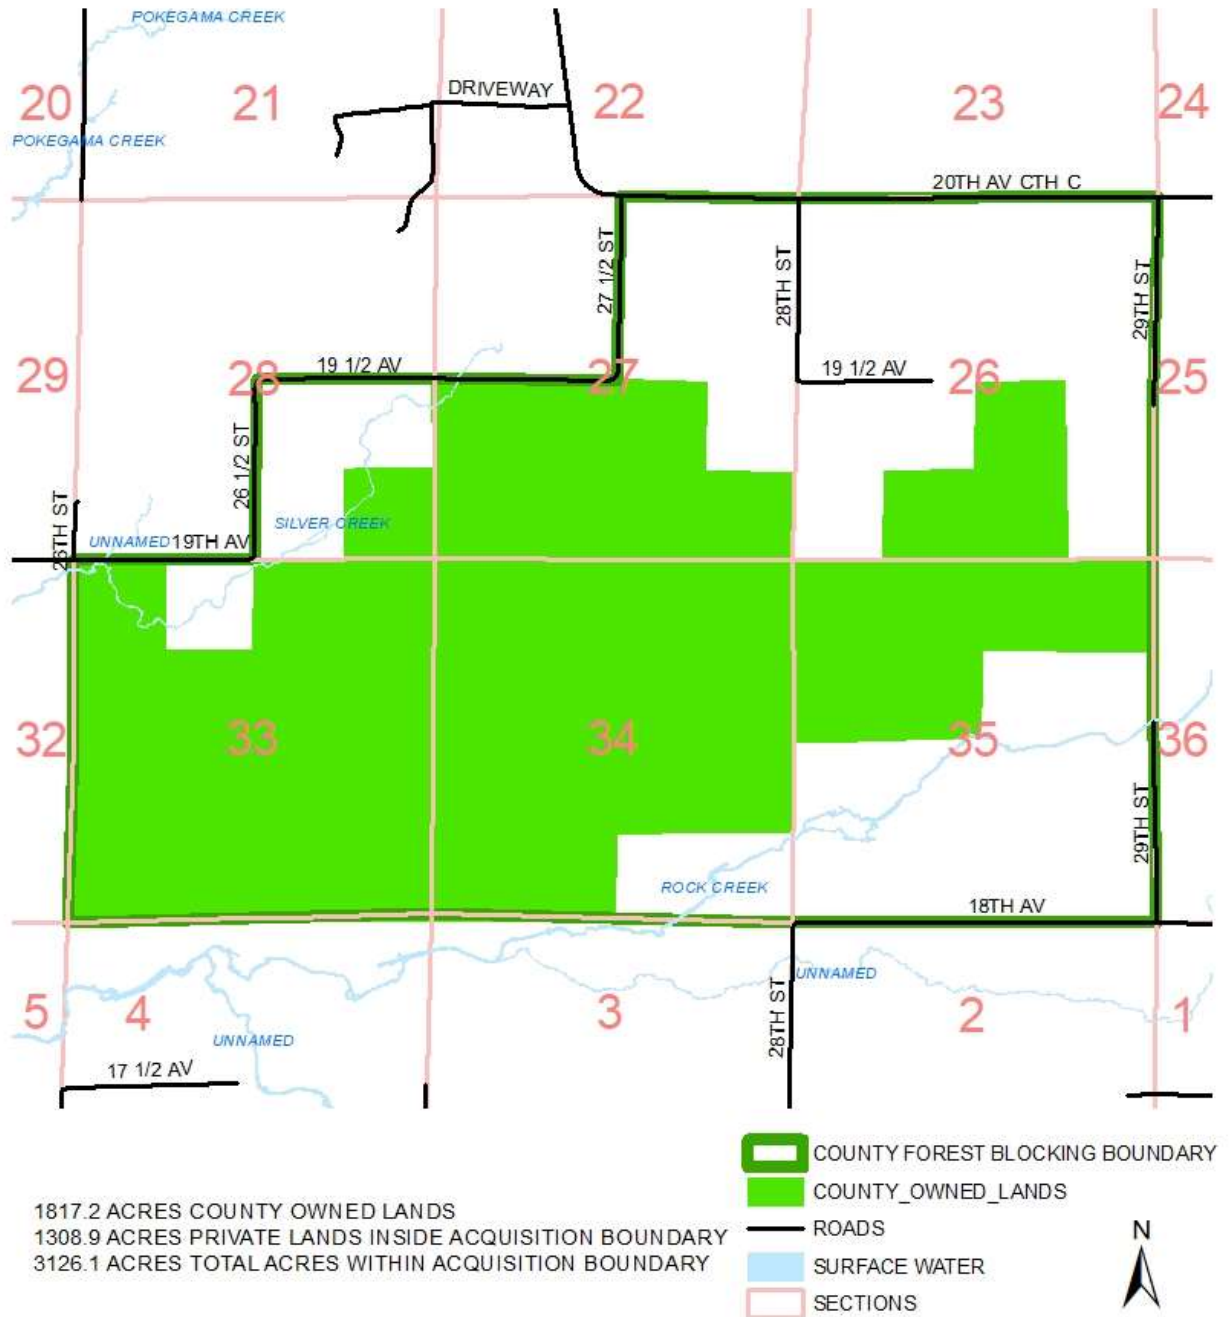 POKEGAMA CREEK
20
21
DRIVEWAY
22
23
24
POKEGAMA CREEK
20TH AV CTH C
27 1/2 ST
28TH ST
29TH ST
29
28
19 1/2 AV
27
19 1/2 AV
26
25
26 1/2 ST
26TH ST
UNNAMED
19TH AV
SILVER CREEK
32
33
34
35
36
29TH ST
ROCK CREEK
18TH AV
5
4
3
28TH ST
UNNAMED
2
1
UNNAMED
17 1/2 AV
COUNTY FOREST BLOCKING BOUNDARY
COUNTY_OWNED_LANDS
ROADS
SURFACE WATER
SECTIONS
1817.2 ACRES COUNTY OWNED LANDS
1308.9 ACRES PRIVATE LANDS INSIDE ACQUISITION BOUNDARY
3126.1 ACRES TOTAL ACRES WITHIN ACQUISITION BOUNDARY
N